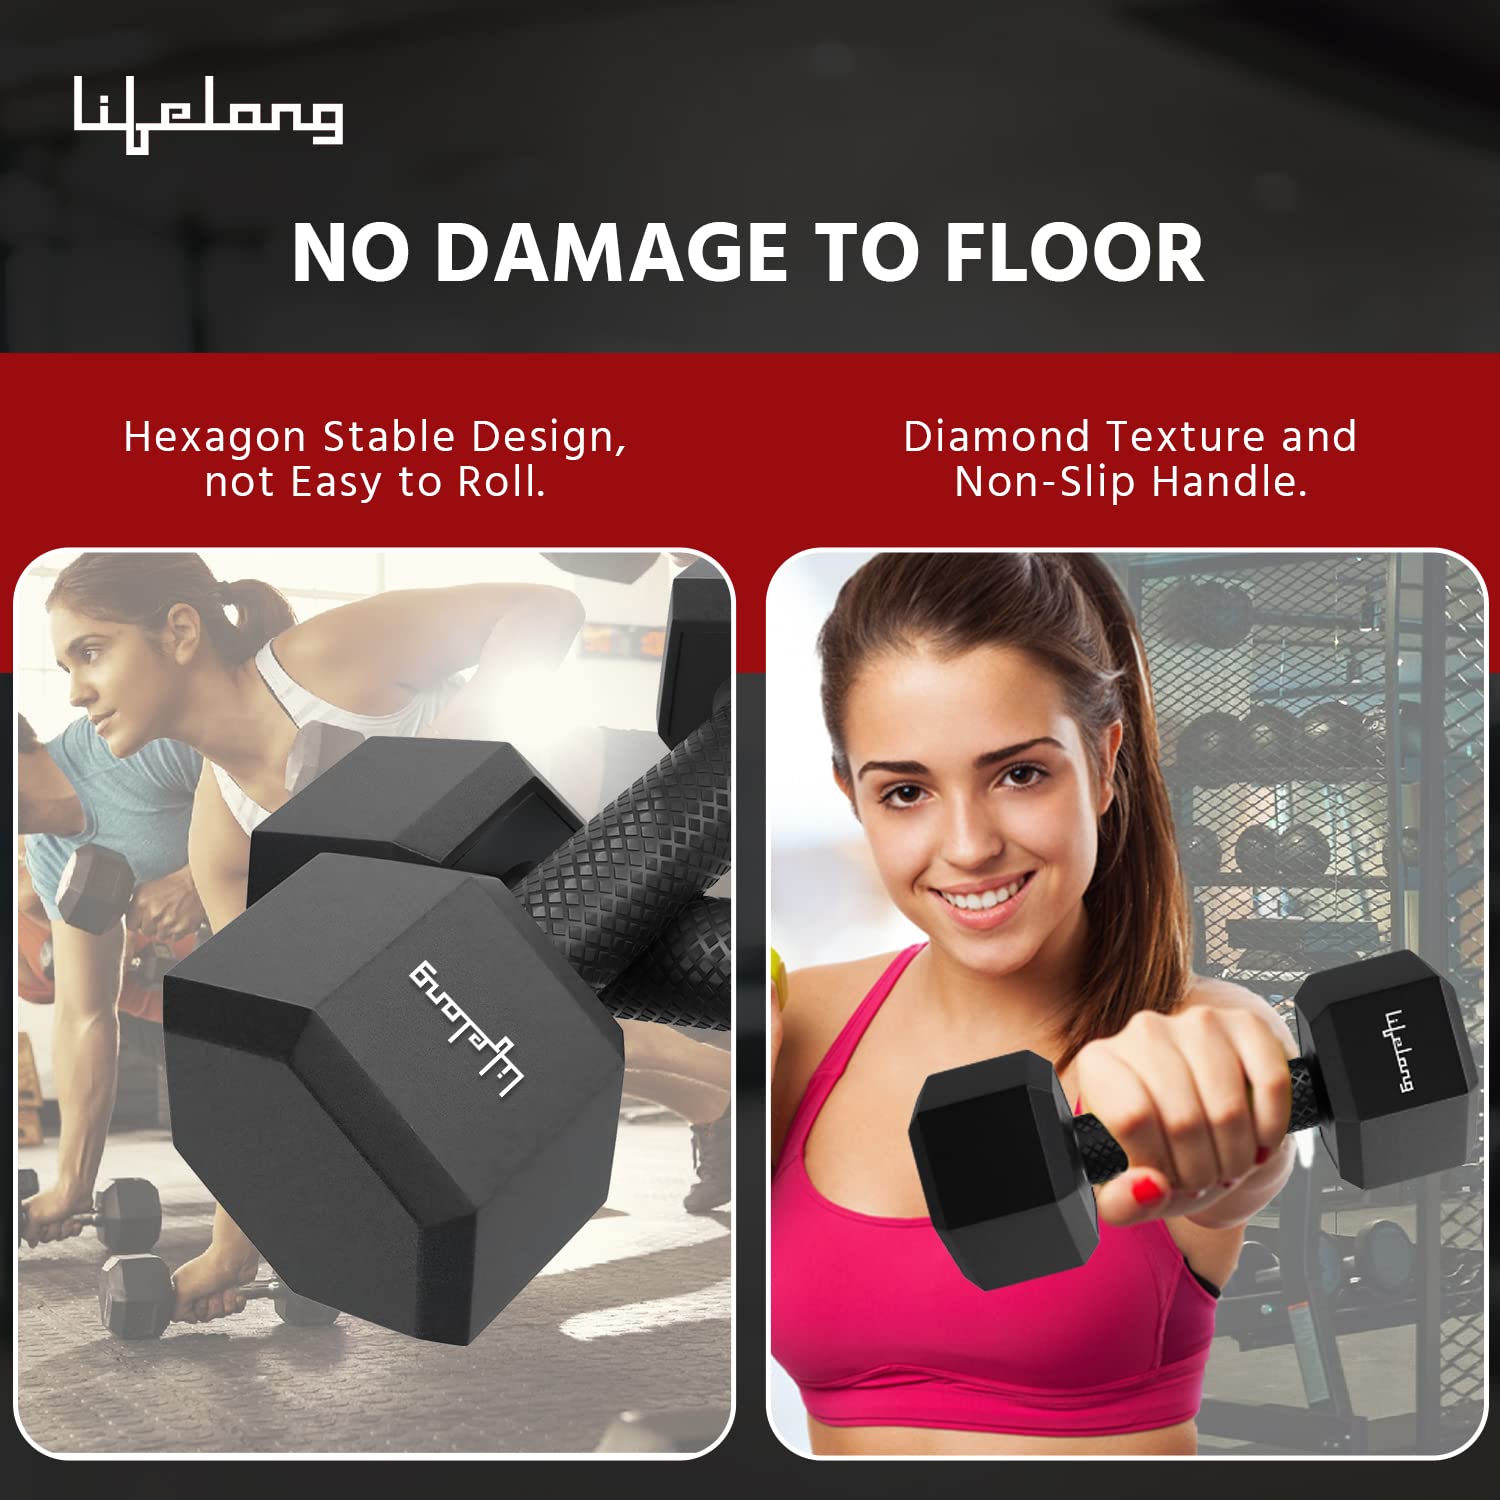 Lifelong
NO DAMAGE TO FLOOR
Hexagon Stable Design,
not Easy to Roll.
Diamond Texture and
Non-Slip Handle.
Lifelong
Lifelong